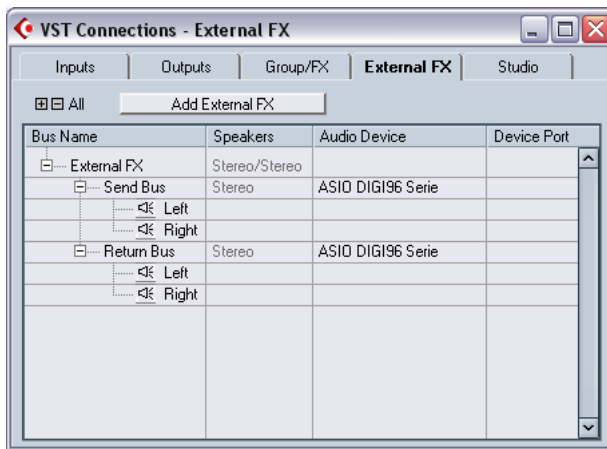 VST Connections - External FX
Inputs Outputs Group/FX External FX Studio
All Add External FX
Bus Name Speakers Audio Device Device Port
External FX Stereo/Stereo
Send Bus Stereo ASIO DIGI96 Serie
Left
Right
Return Bus Stereo ASIO DIGI96 Serie
Left
Right